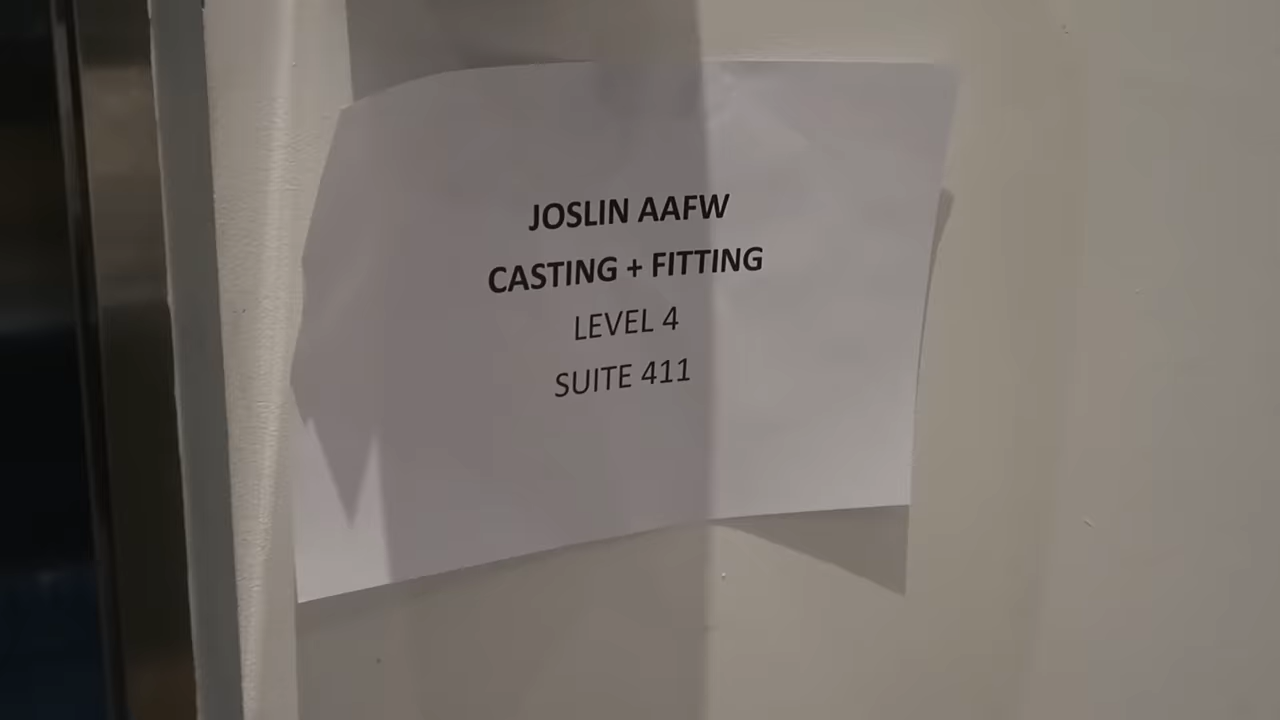 JOSLIN AAFW
CASTING + FITTING
LEVEL 4
SUITE 411